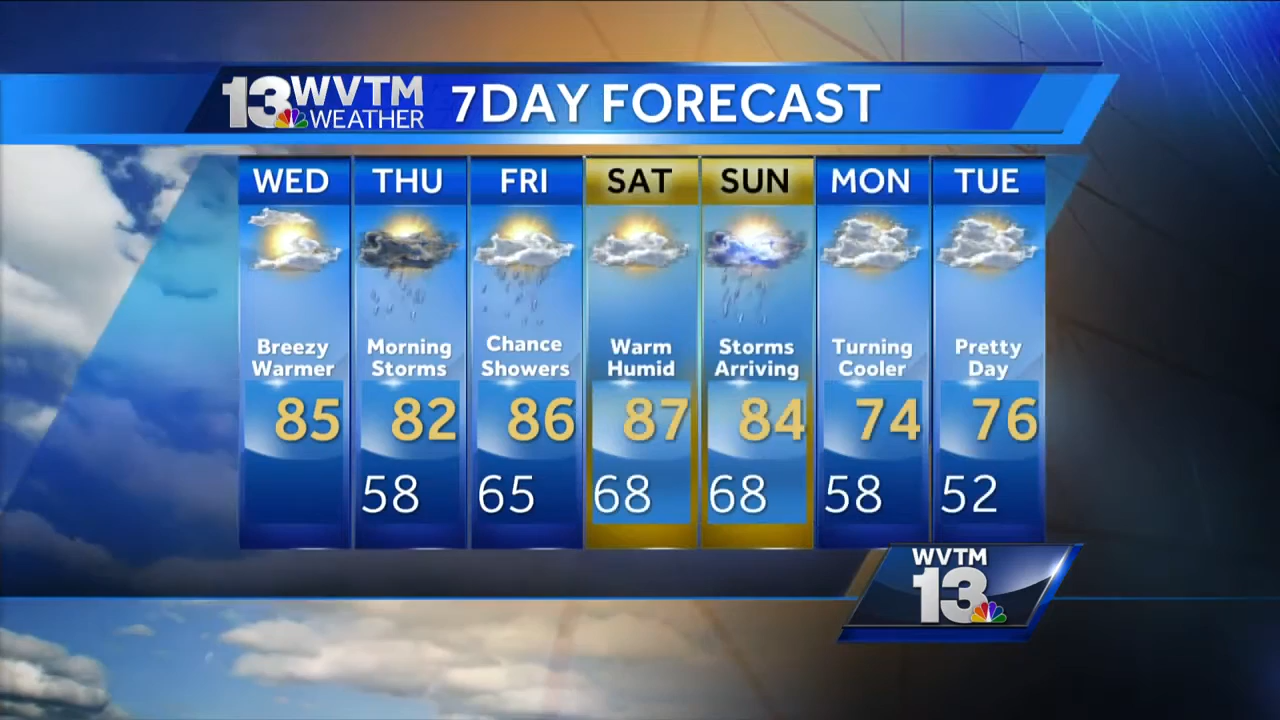 13 WVTM WEATHER 7DAY FORECAST
WED THU FRI SAT SUN MON TUE
Breezy Warmer
Morning Storms
Chance Showers
Warm Humid
Storms Arriving
Turning Cooler
Pretty Day
85 82 86 87 84 74 76
58 65 68 68 58 52
WVTM
13